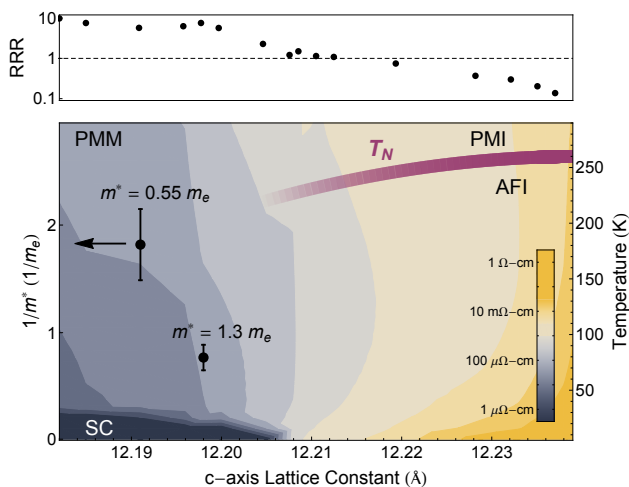 10
1
0.1
RRR
PMM
PMI
T_N
AFI
m* = 0.55 m_e
m* = 1.3 m_e
SC
2
1
0
1/m* (1/m_e)
250
200
150
100
50
Temperature (K)
1 Ω−cm
10 mΩ−cm
100 μΩ−cm
1 μΩ−cm
12.19
12.20
12.21
12.22
12.23
c−axis Lattice Constant (Å)